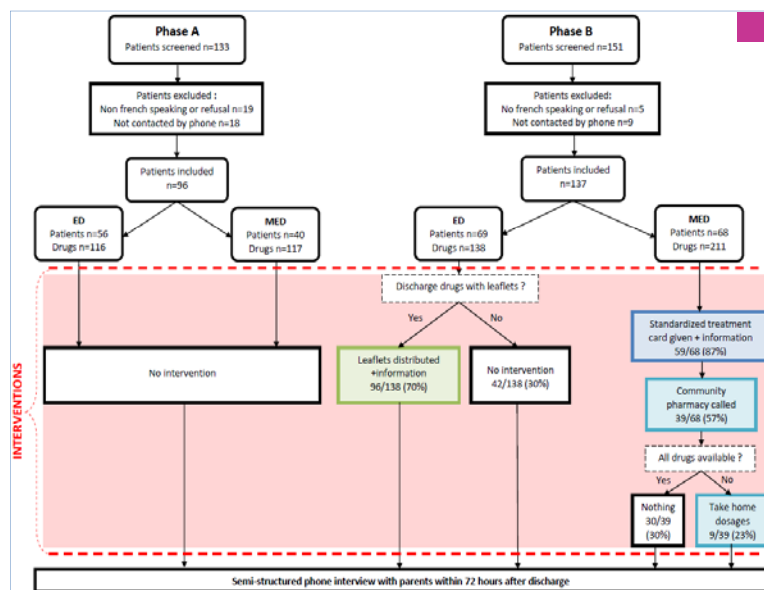 Phase A
Patients screened n=133
Patients excluded :
Non french speaking or refusal n=19
Not contacted by phone n=18
Patients included
n=96
ED
Patients n=56
Drugs n=116
MED
Patients n=40
Drugs n=117
Phase B
Patients screened n=151
Patients excluded:
No french speaking or refusal n=5
Not contacted by phone n=9
Patients included
n=137
ED
Patients n=69
Drugs n=138
MED
Patients n=68
Drugs n=211
INTERVENTIONS
No intervention
Discharge drugs with leaflets ?
Yes
No
Leaflets distributed
+information
96/138 (70%)
No intervention
42/138 (30%)
Standardized treatment
card given + information
59/68 (87%)
Community
pharmacy called
39/68 (57%)
All drugs available ?
Yes
No
Nothing
30/39
(30%)
Take home
dosages
9/39 (23%)
Semi-structured phone interview with parents within 72 hours after discharge